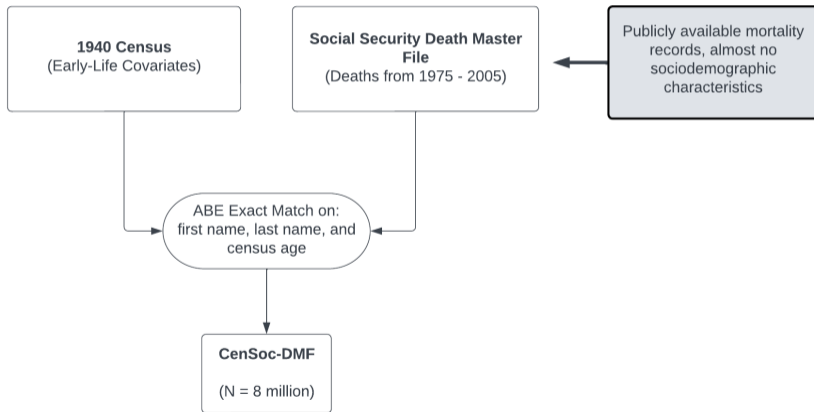 1940 Census
(Early-Life Covariates)
Social Security Death Master
File
(Deaths from 1975 - 2005)
Publicly available mortality
records, almost no
sociodemographic
characteristics
ABE Exact Match on:
first name, last name, and
census age
CenSoc-DMF
(N = 8 million)